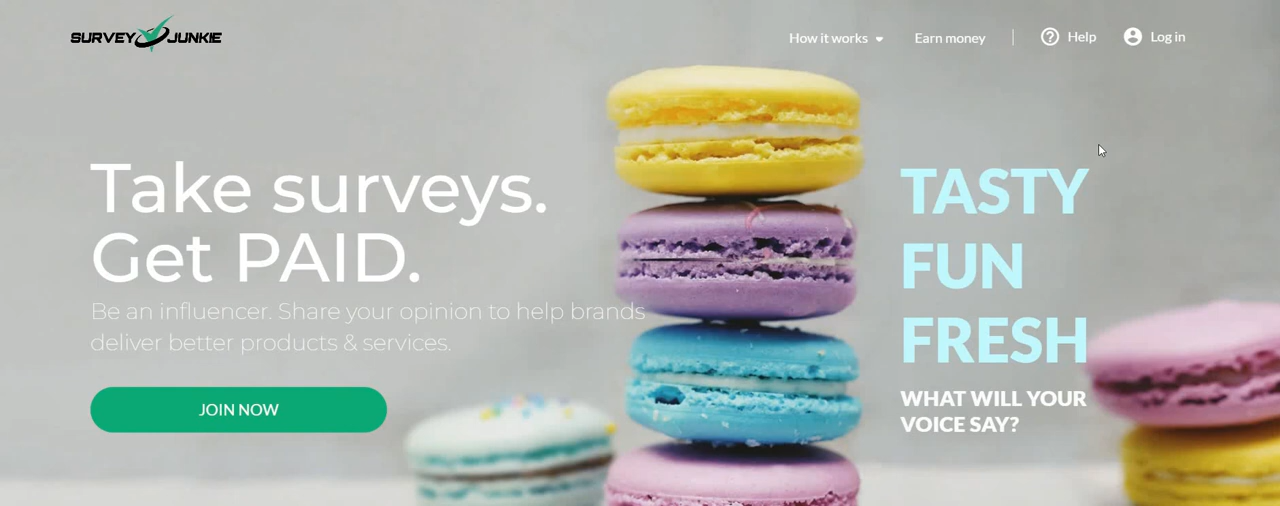 SURVEY JUNKIE
How it works
Earn money
Help
Log in
Take surveys.
Get PAID.
Be an influencer. Share your opinion to help brands
deliver better products & services.
JOIN NOW
TASTY
FUN
FRESH
WHAT WILL YOUR
VOICE SAY?